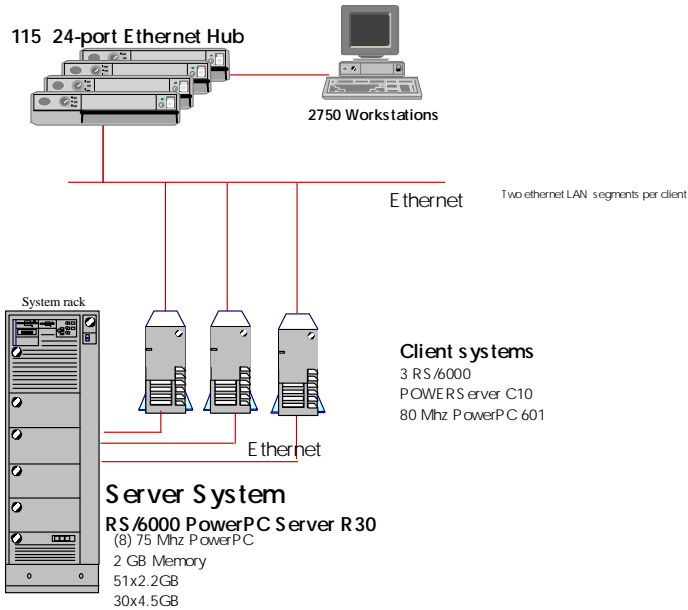 115 24-port Ethernet Hub
2750 Workstations
Ethernet
Two ethernet LAN segments per client
System rack
Client systems
3 RS/6000
POWERServer C10
80 Mhz PowerPC 601
Ethernet
Server System
RS/6000 PowerPC Server R30
(8) 75 Mhz PowerPC
2 GB Memory
51x2.2GB
30x4.5GB